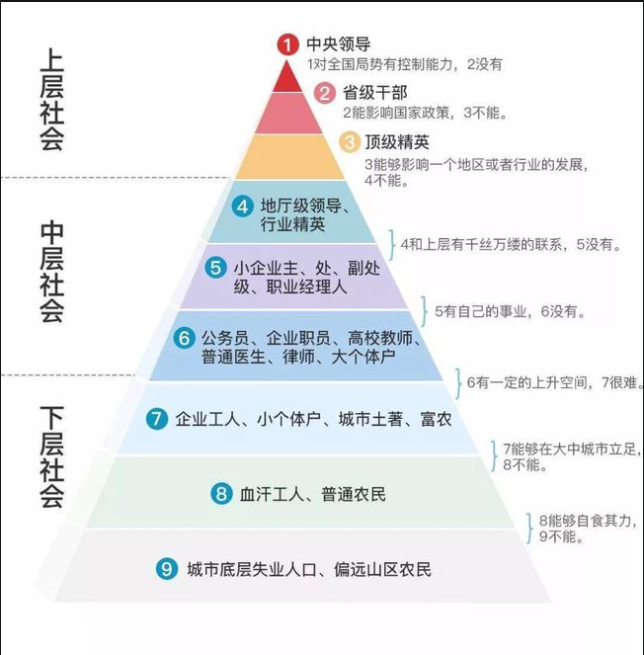 上层社会
1
中央领导
1对全国局势有控制能力，2没有
2
省级干部
2能影响国家政策，3不能。
3
顶级精英
3能够影响一个地区或者行业的发展，
4不能。
中层社会
4
地厅级领导、
行业精英
4和上层有千丝万缕的联系，5没有。
5
小企业主、处、副处
级、职业经理人
5有自己的事业，6没有。
6
公务员、企业职员、高校教师、
普通医生、律师、大个体户
6有一定的上升空间，7很难。
下层社会
7
企业工人、小个体户、城市土著、富农
7能够在大中城市立足，
8不能。
8
血汗工人、普通农民
8能够自食其力，
9不能。
9
城市底层失业人口、偏远山区农民